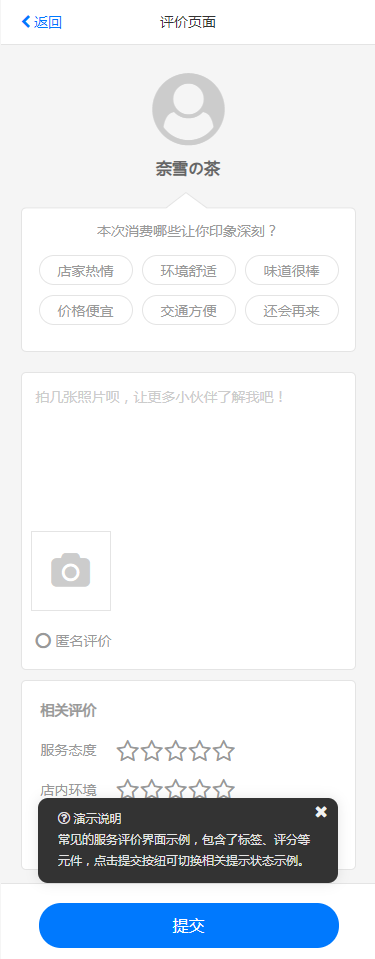 返回 评价页面
奈雪の茶
本次消费哪些让你印象深刻？
店家热情 环境舒适 味道很棒
价格便宜 交通方便 还会再来
拍几张照片呗，让更多小伙伴了解我吧！
匿名评价
相关评价
服务态度
店内环境
演示说明
常见的服务评价界面示例，包含了标签、评分等
元件，点击提交按纽可切换相关提示状态示例。
提交